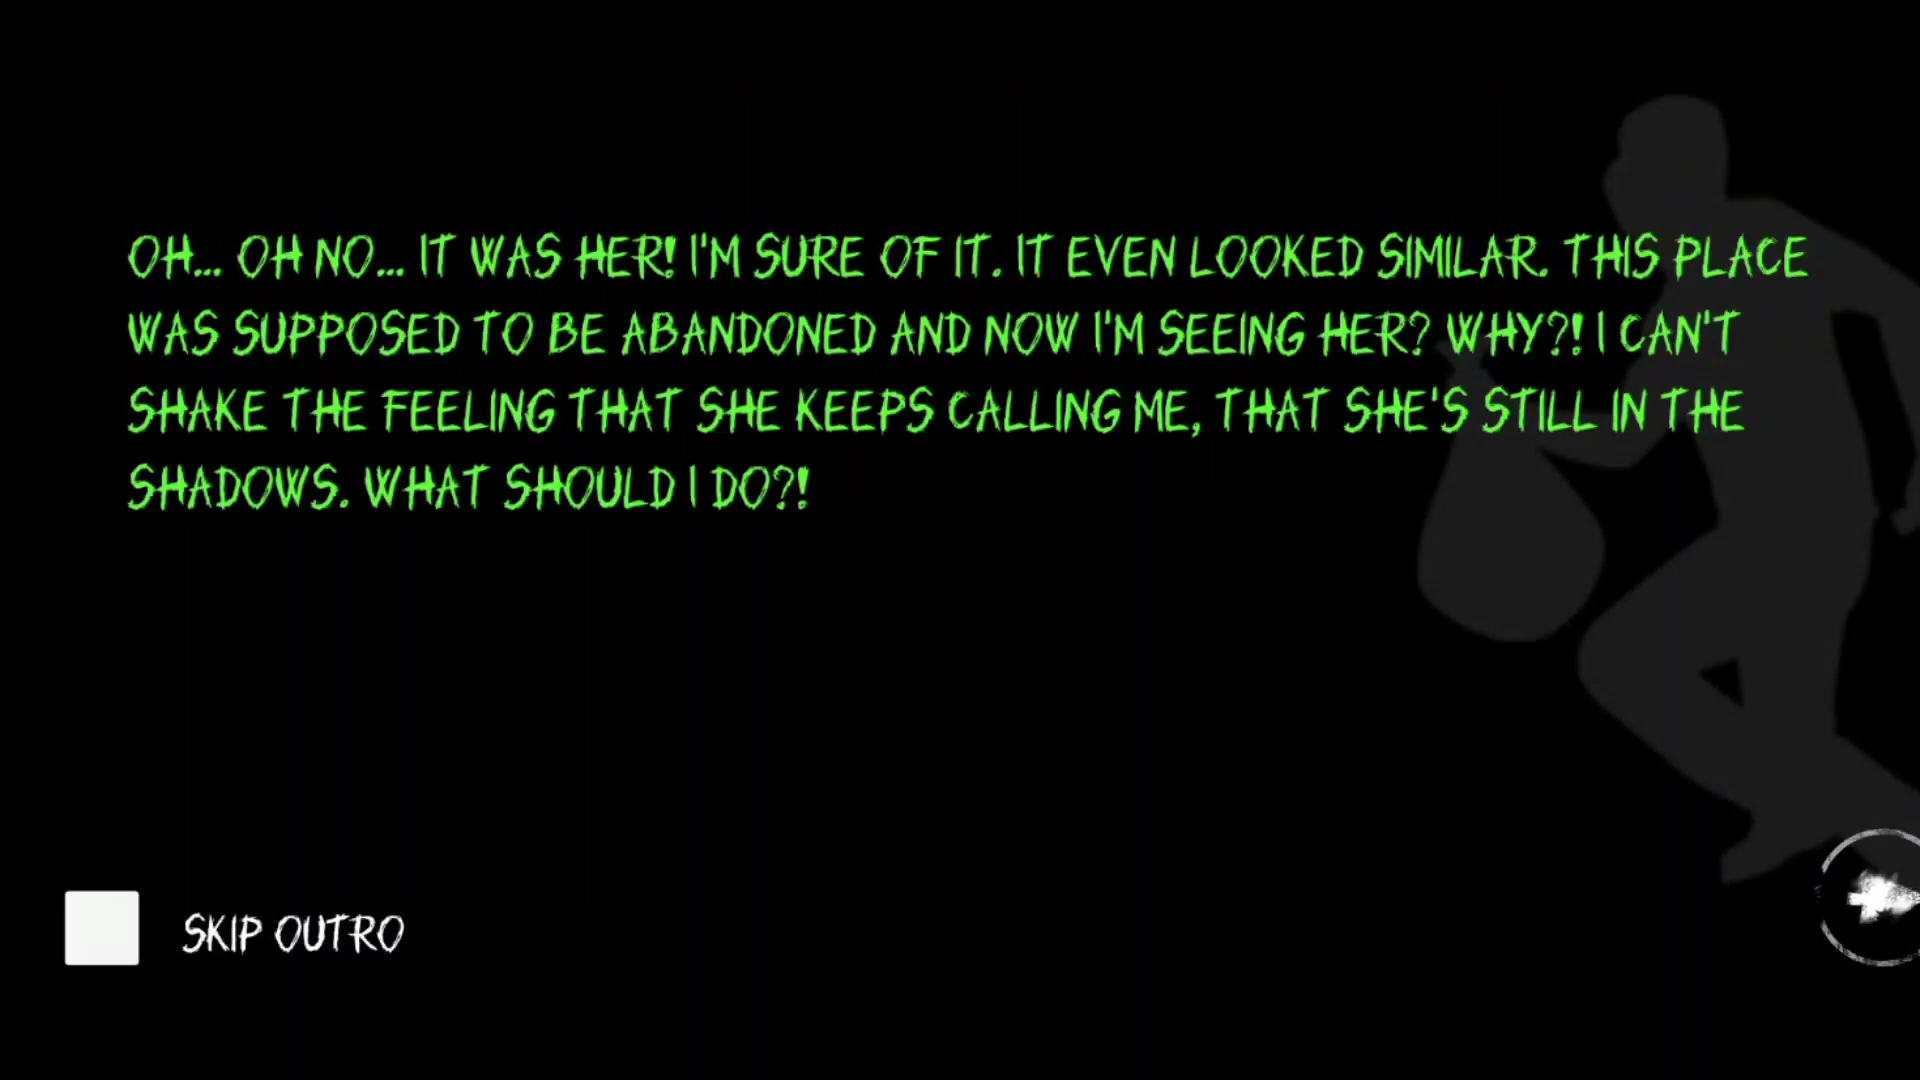 OH... OH NO... IT WAS HER! I'M SURE OF IT. IT EVEN LOOKED SIMILAR. THIS PLACE
WAS SUPPOSED TO BE ABANDONED AND NOW I'M SEEING HER? WHY?! I CAN'T
SHAKE THE FEELING THAT SHE KEEPS CALLING ME, THAT SHE'S STILL IN THE
SHADOWS. WHAT SHOULD I DO?!
SKIP OUTRO